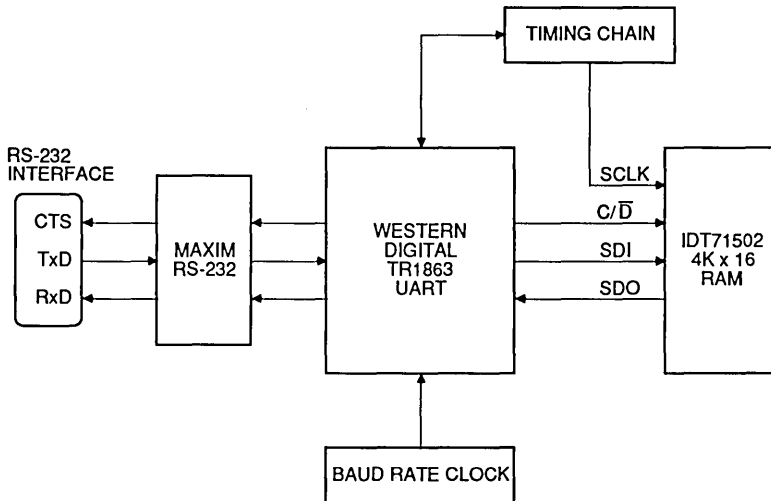 TIMING CHAIN
RS-232
INTERFACE
CTS
TxD
RxD
MAXIM
RS-232
WESTERN
DIGITAL
TR1863
UART
SCLK
C/D̅
SDI
SDO
IDT71502
4K x 16
RAM
BAUD RATE CLOCK